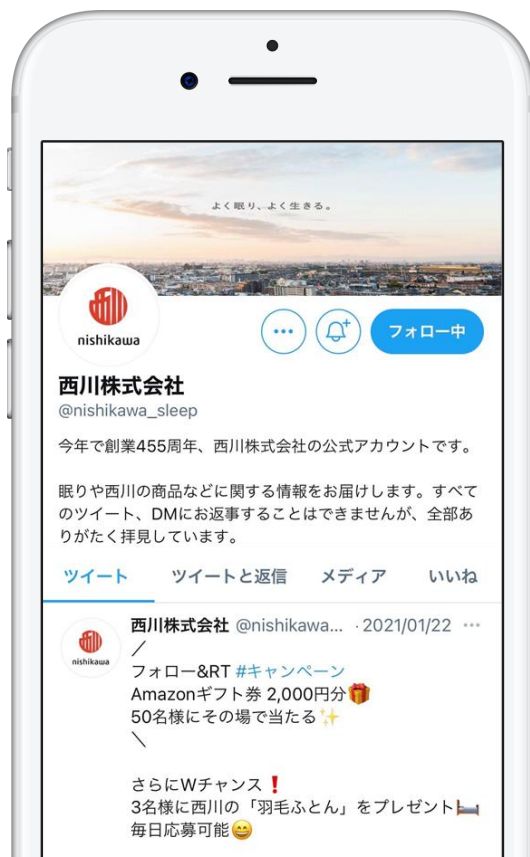 よく眠り、よく生きる。
nishikawa
フォロー中
西川株式会社
@nishikawa_sleep
今年で創業455周年、西川株式会社の公式アカウントです。
眠りや西川の商品などに関する情報をお届けします。すべて
のツイート、DMにお返事することはできませんが、全部あ
りがたく拝見しています。
ツイート ツイートと返信 メディア いいね
西川株式会社 @nishikawa... ·2021/01/22 ···
nishikawa
/
フォロー&RT #キャンペーン
Amazonギフト券 2,000円分🎁
50名様にその場で当たる✨
\
さらにWチャンス❗
3名様に西川の「羽毛ふとん」をプレゼント🛏
毎日応募可能😄